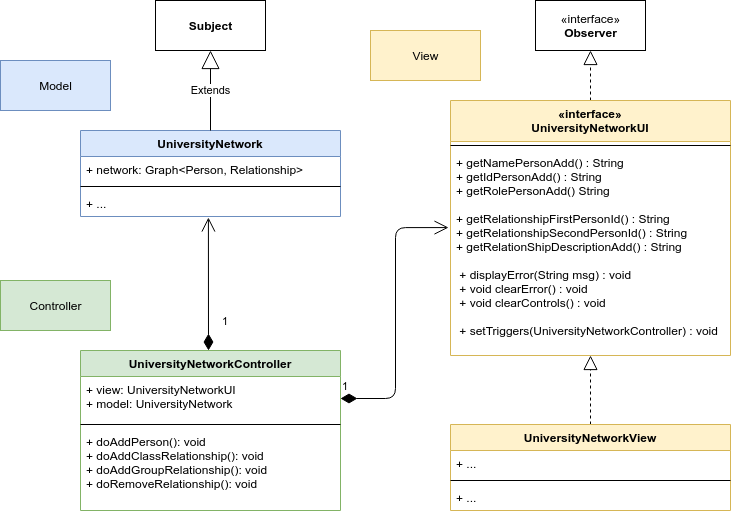 Subject
«interface»
Observer
View
Model
Extends
UniversityNetwork
+ network: Graph<Person, Relationship>
+ ...
«interface»
UniversityNetworkUI
+ getNamePersonAdd() : String
+ getIdPersonAdd() : String
+ getRolePersonAdd() String
+ getRelationshipFirstPersonId() : String
+ getRelationshipSecondPersonId() : String
+ getRelationShipDescriptionAdd() : String
+ displayError(String msg) : void
+ void clearError() : void
+ void clearControls() : void
+ setTriggers(UniversityNetworkController) : void
Controller
1
UniversityNetworkController
+ view: UniversityNetworkUI
+ model: UniversityNetwork
+ doAddPerson(): void
+ doAddClassRelationship(): void
+ doAddGroupRelationship(): void
+ doRemoveRelationship(): void
1
UniversityNetworkView
+ ...
+ ...